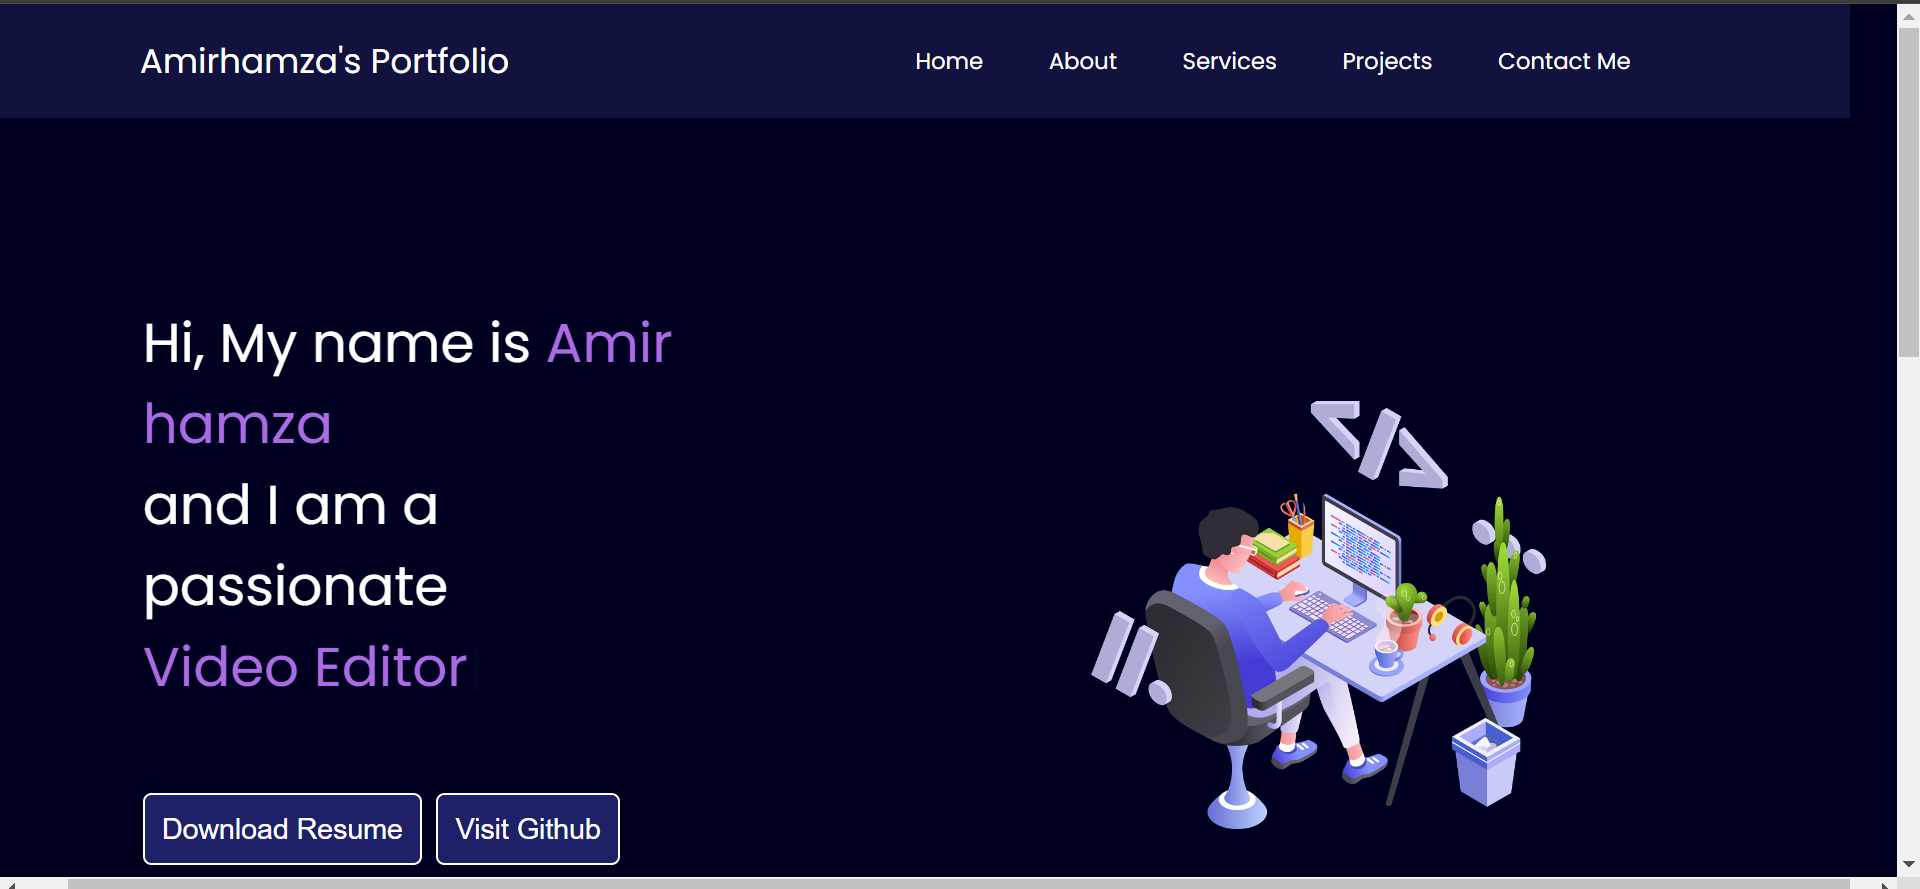 Amirhamza's Portfolio
Home About Services Projects Contact Me
Hi, My name is Amir
hamza
and I am a
passionate
Video Editor
Download Resume Visit Github